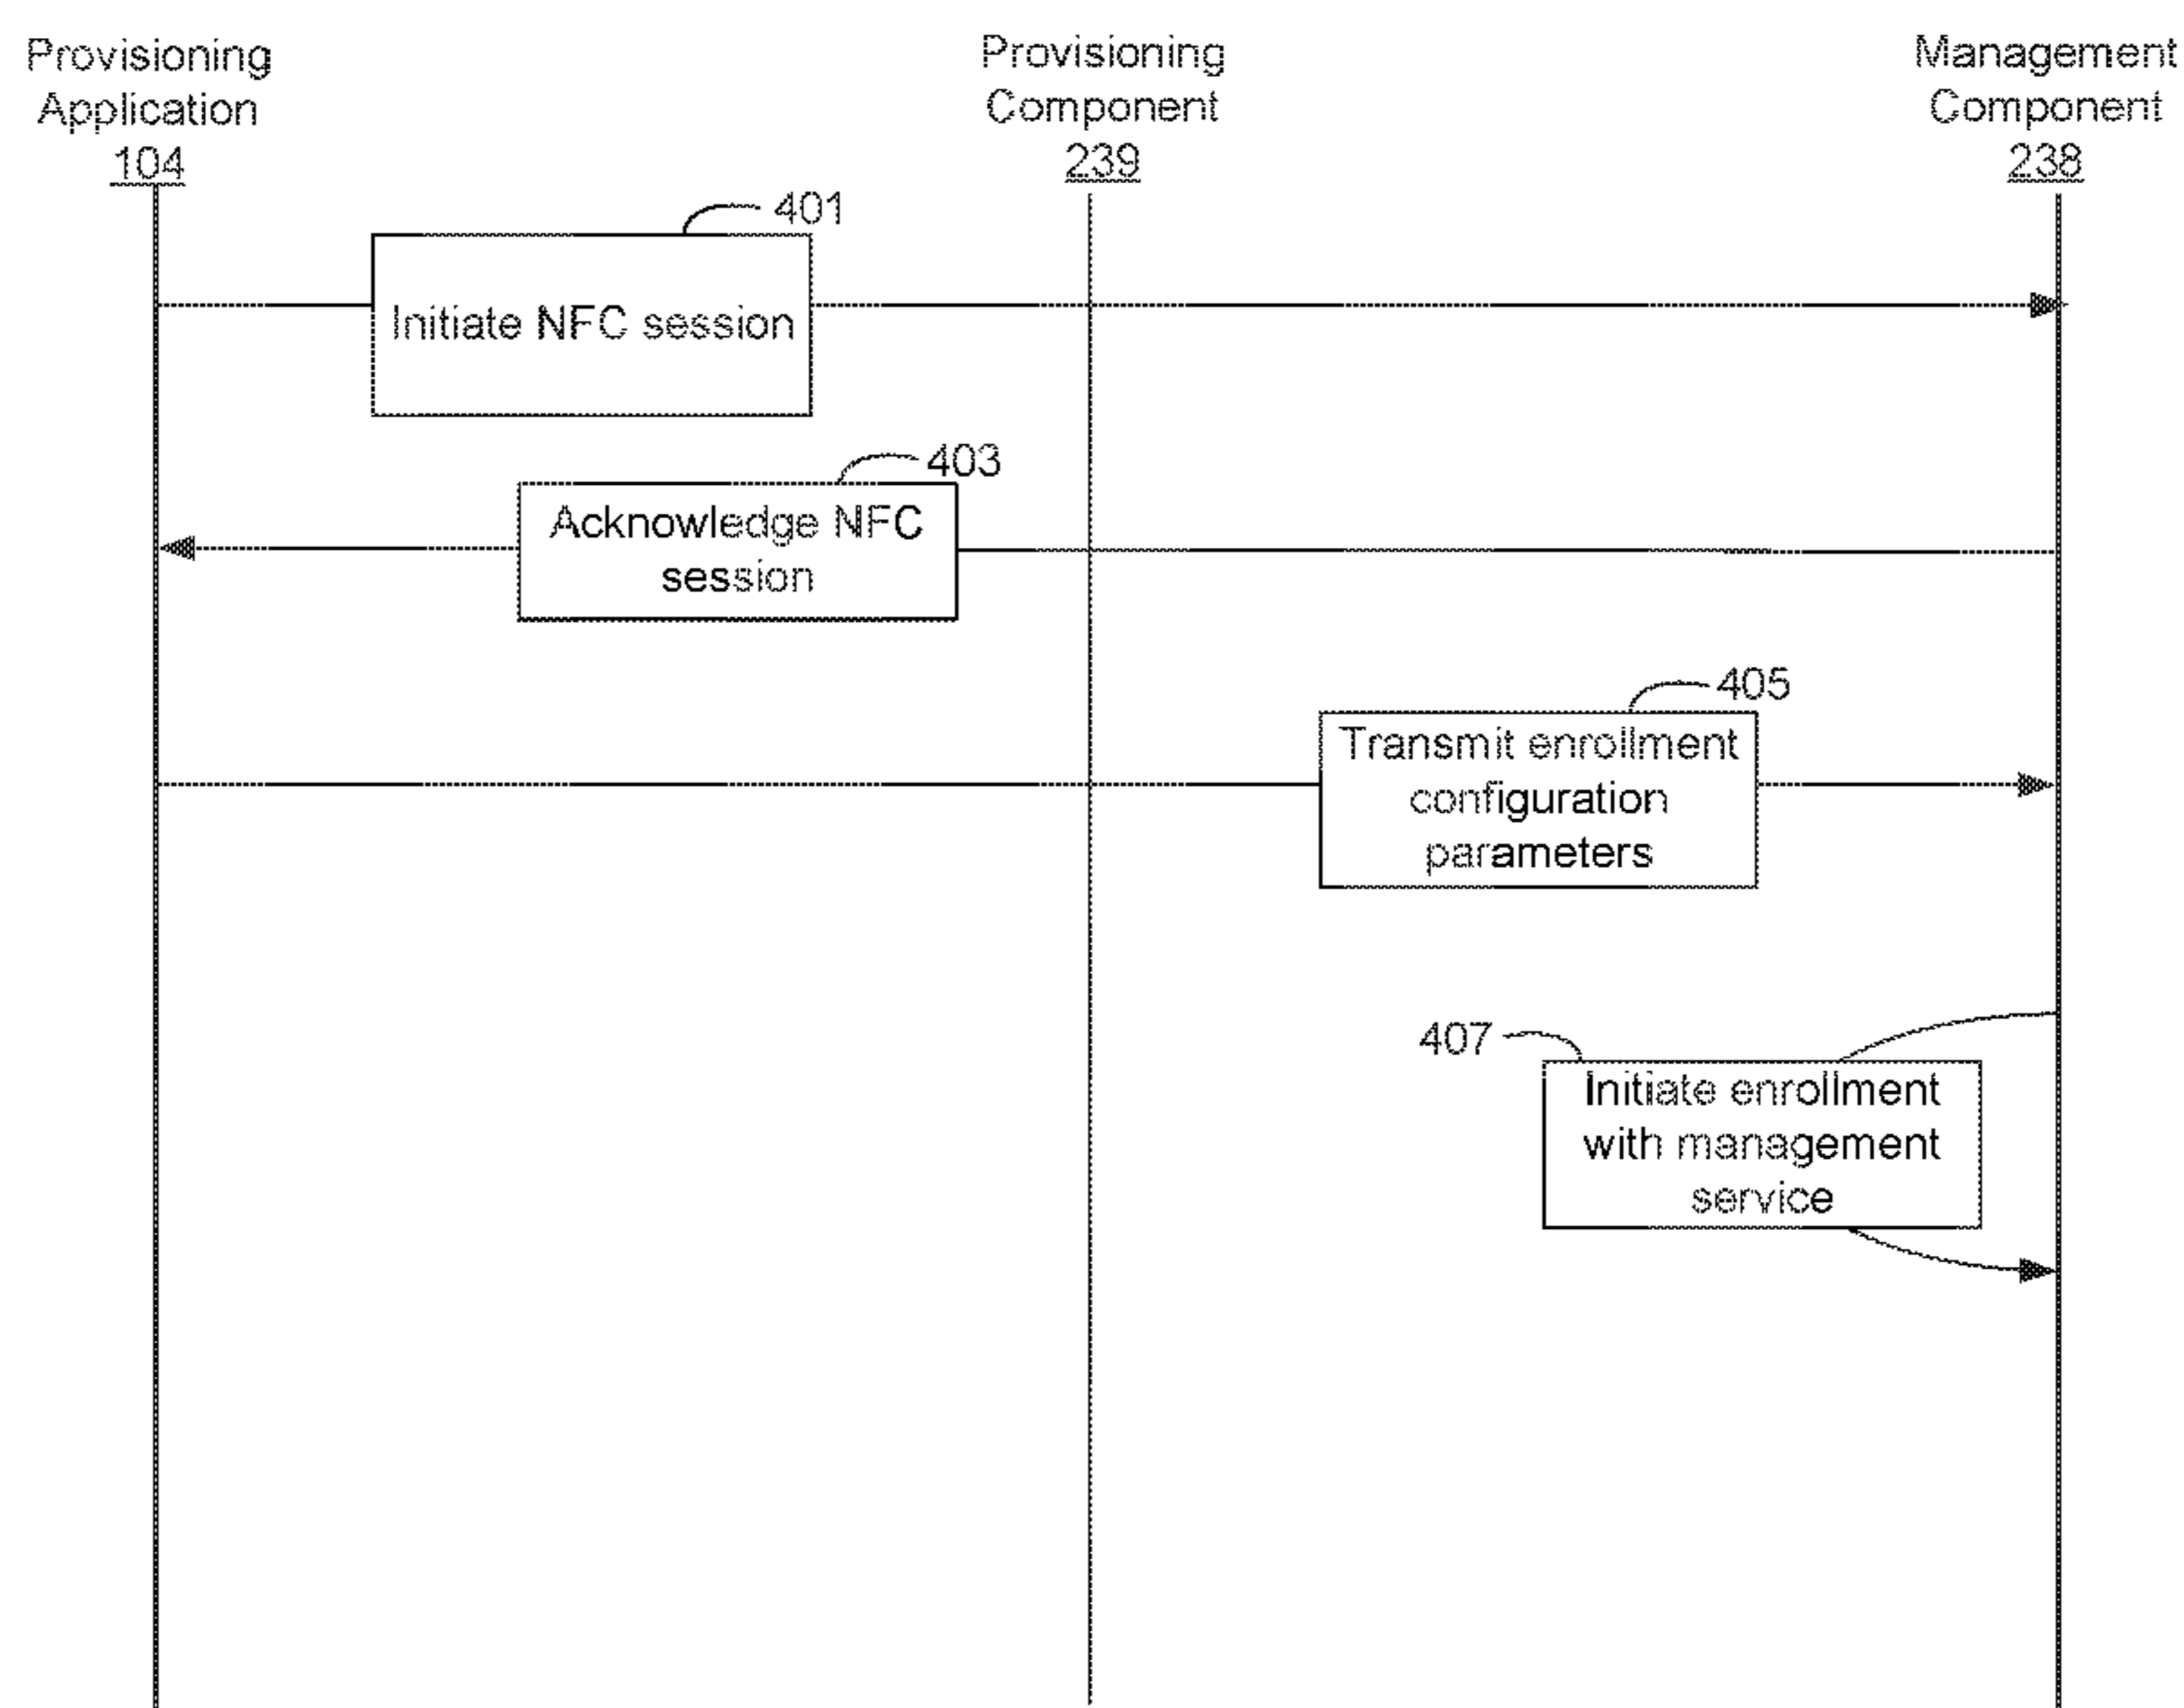 Provisioning
Application
104
Provisioning
Component
239
Management
Component
238
401
Initiate NFC session
403
Acknowledge NFC
session
405
Transmit enrollment
configuration
parameters
407
Initiate enrollment
with management
service